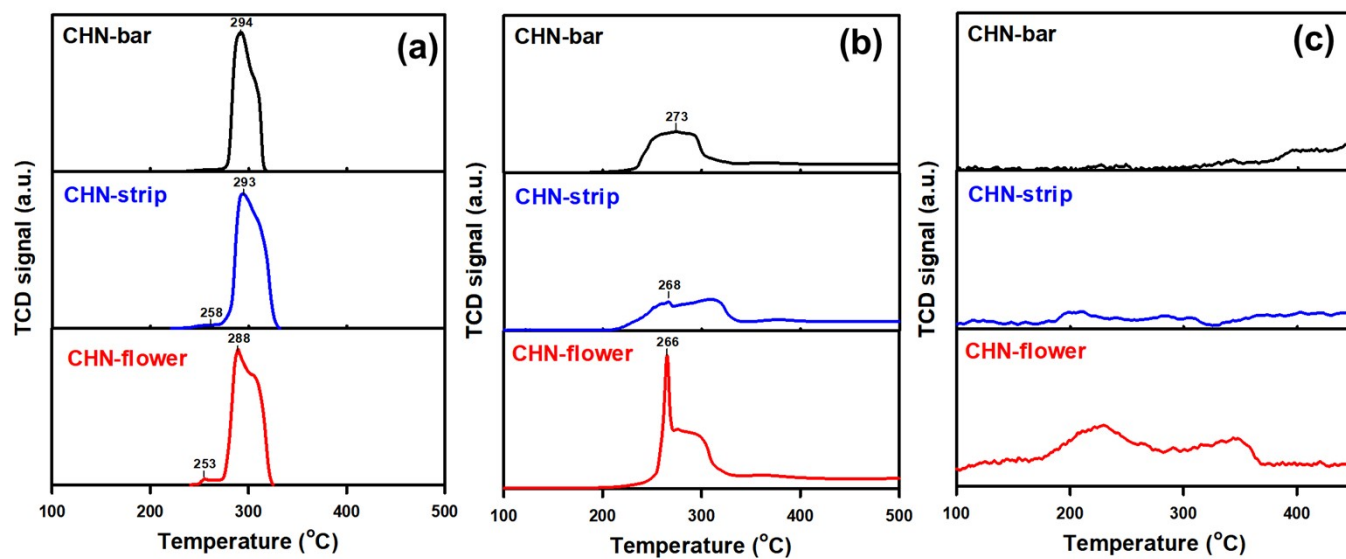 (a)
TCD signal (a.u.)
CHN-bar
294
CHN-strip
293
258
CHN-flower
288
253
100
200
300
400
500
Temperature (°C)
(b)
TCD signal (a.u.)
CHN-bar
273
CHN-strip
268
CHN-flower
266
100
200
300
400
500
Temperature (°C)
(c)
TCD signal (a.u.)
CHN-bar
CHN-strip
CHN-flower
100
200
300
400
Temperature (°C)